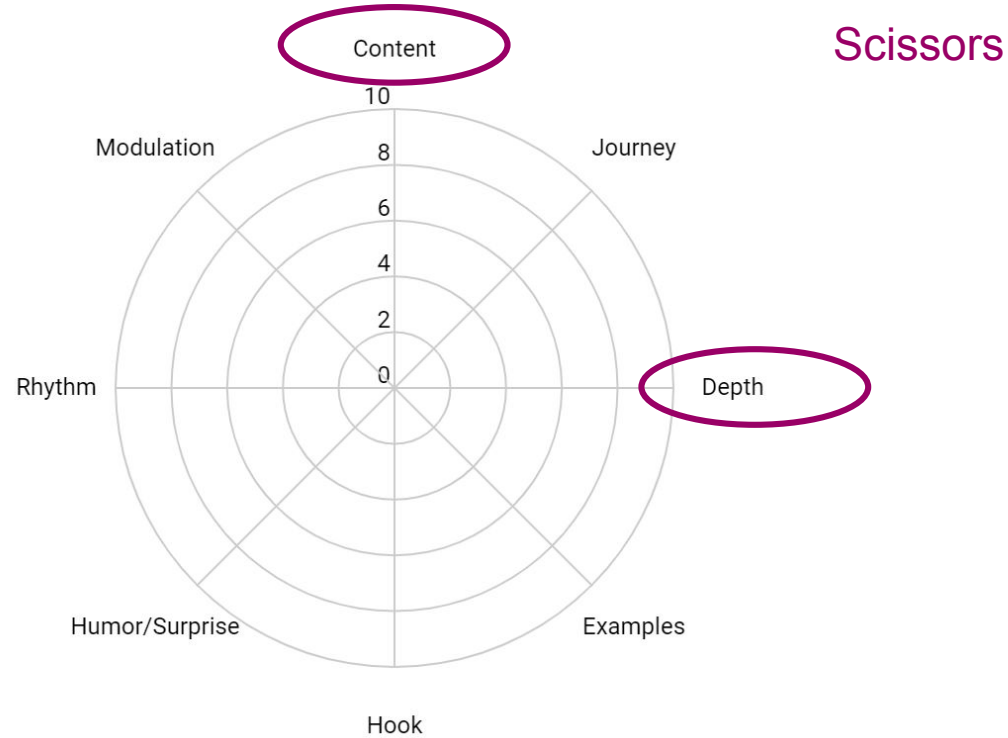 Scissors
Content
10
Modulation
8
Journey
6
4
2
0
Rhythm
Depth
Humor/Surprise
Examples
Hook